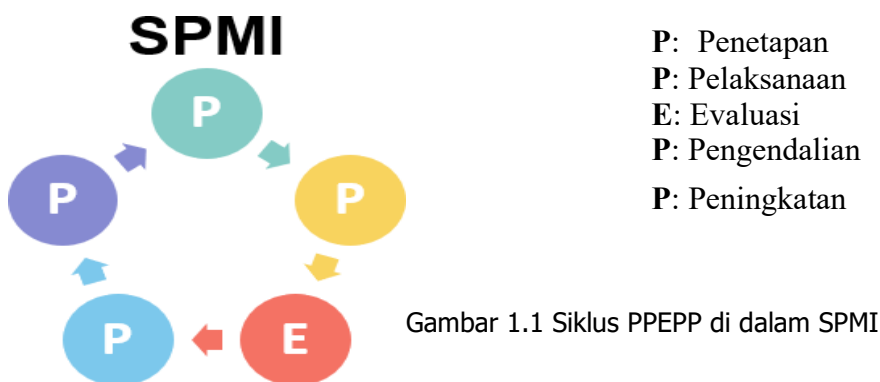 SPMI
P
P
E
P
P
P: Penetapan
P: Pelaksanaan
E: Evaluasi
P: Pengendalian
P: Peningkatan
Gambar 1.1 Siklus PPEPP di dalam SPMI